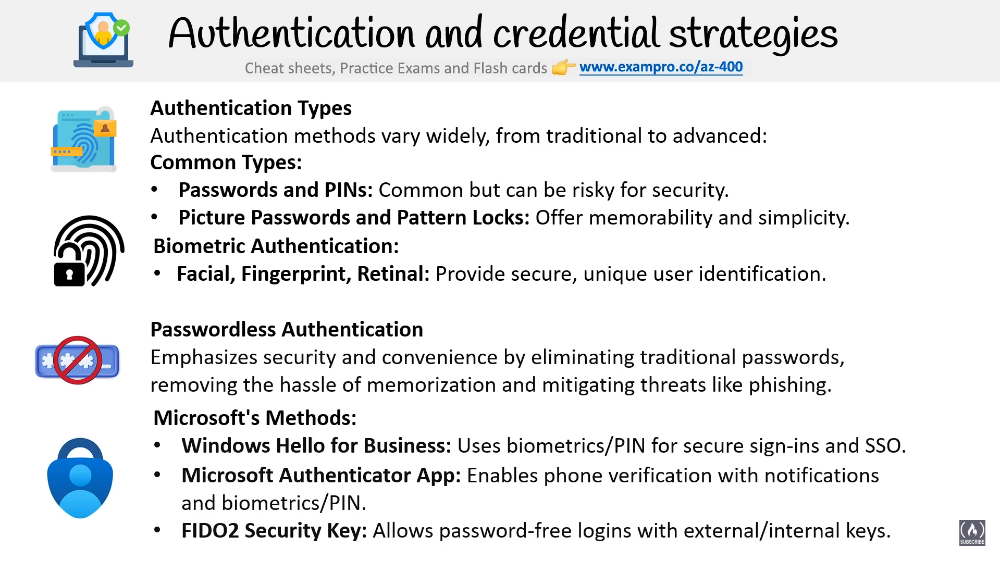 Authentication and credential strategies
Cheat sheets, Practice Exams and Flash cards 👉 www.exampro.co/az-400
Authentication Types
Authentication methods vary widely, from traditional to advanced:
Common Types:
• Passwords and PINs: Common but can be risky for security.
• Picture Passwords and Pattern Locks: Offer memorability and simplicity.
Biometric Authentication:
• Facial, Fingerprint, Retinal: Provide secure, unique user identification.
Passwordless Authentication
Emphasizes security and convenience by eliminating traditional passwords,
removing the hassle of memorization and mitigating threats like phishing.
Microsoft's Methods:
• Windows Hello for Business: Uses biometrics/PIN for secure sign-ins and SSO.
• Microsoft Authenticator App: Enables phone verification with notifications
and biometrics/PIN.
• FIDO2 Security Key: Allows password-free logins with external/internal keys.
SUBSCRIBE